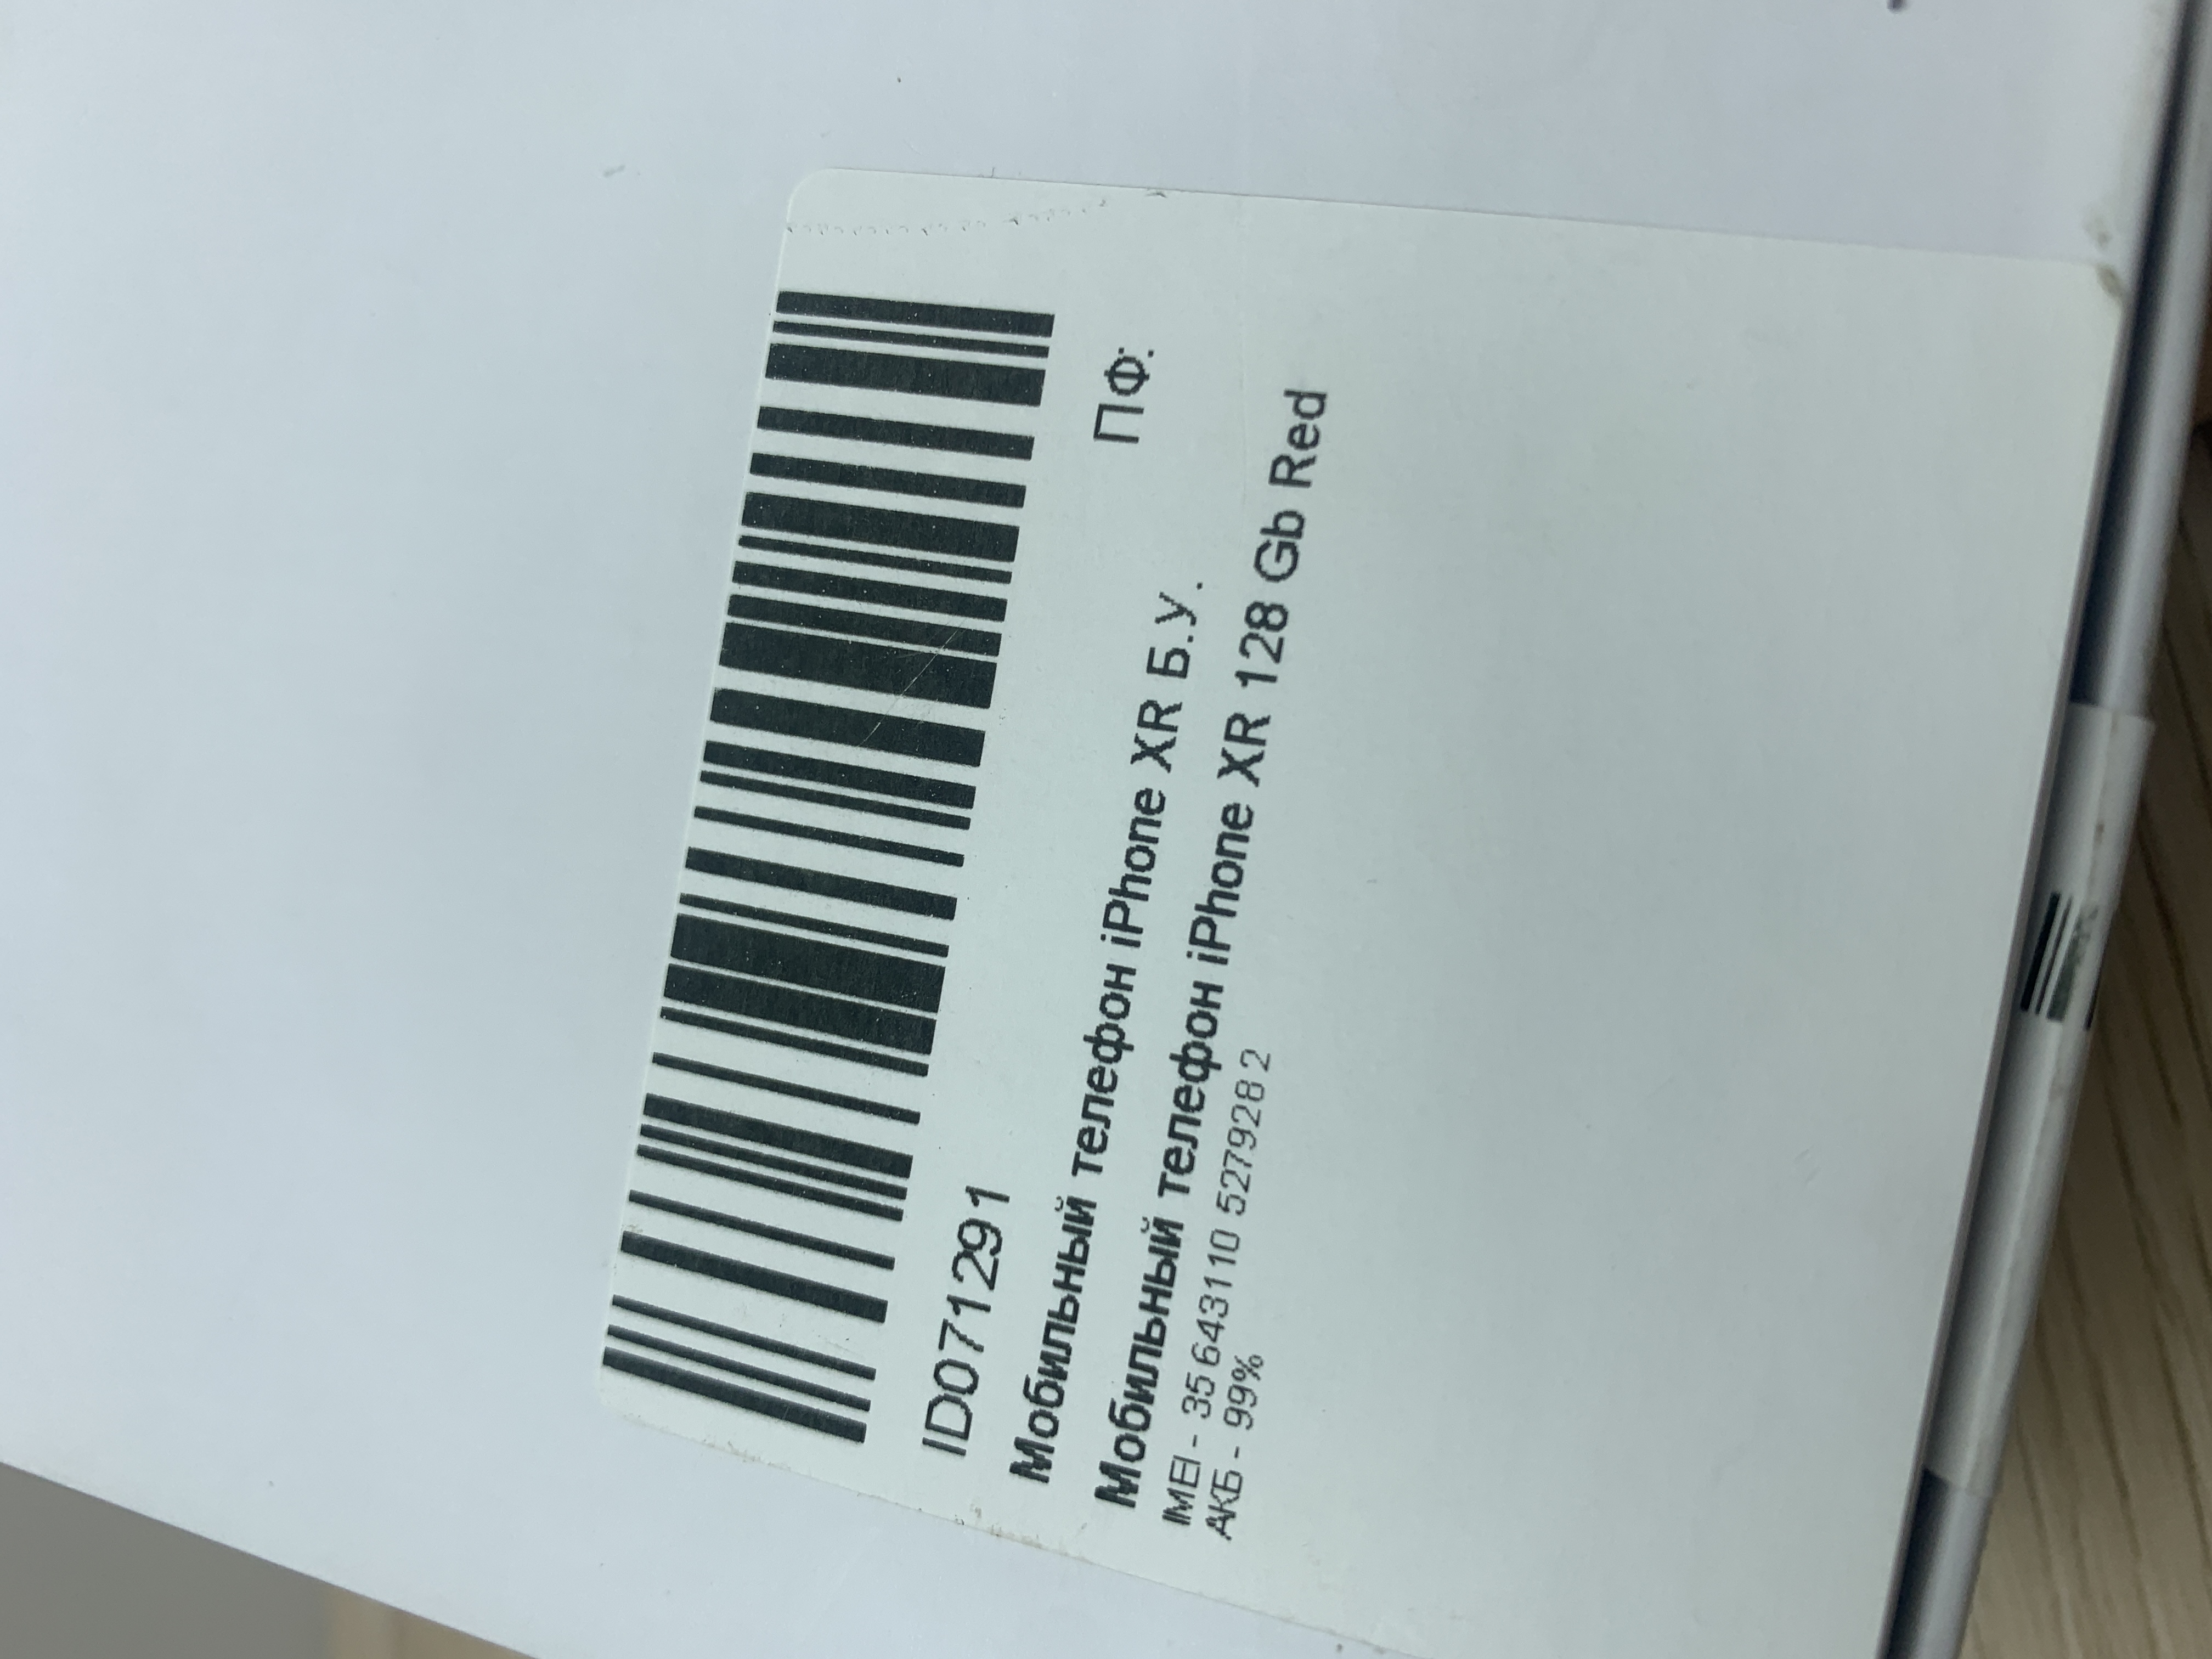 ID071291
ПФ:
Мобильный телефон iPhone XR Б.у.
Мобильный телефон iPhone XR 128 Gb Red
IMEI - 35 643110 527928 2
АКБ - 99%